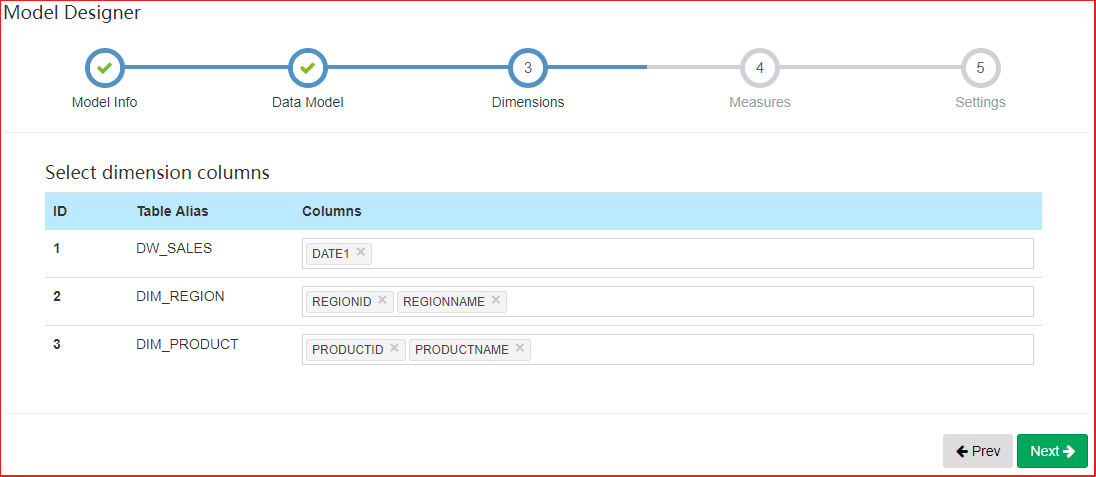 Model Designer
3 4 5
Model Info Data Model Dimensions Measures Settings
Select dimension columns
ID Table Alias Columns
1 DW_SALES DATE1 ×
2 DIM_REGION REGIONID × REGIONNAME ×
3 DIM_PRODUCT PRODUCTID × PRODUCTNAME ×
Prev Next